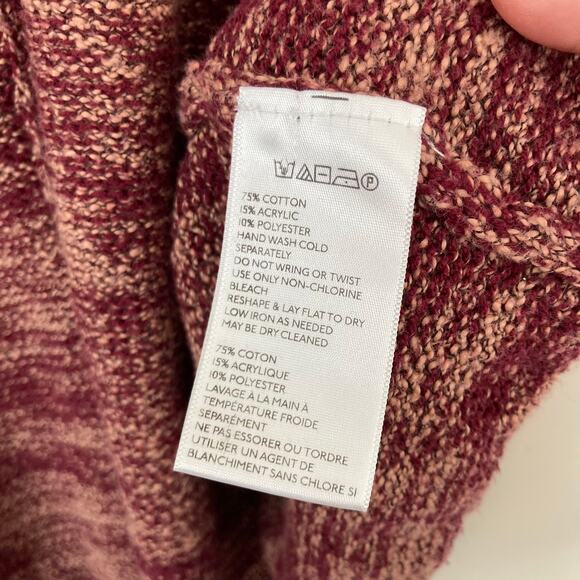 P
75% COTTON
15% ACRYLIC
10% POLYESTER
HAND WASH COLD
SEPARATELY
DO NOT WRING OR TWIST
USE ONLY NON-CHLORINE
BLEACH
RESHAPE & LAY FLAT TO DRY
LOW IRON AS NEEDED
MAY BE DRY CLEANED
75% COTON
15% ACRYLIQUE
10% POLYESTER
LAVAGE À LA MAIN À
TEMPÉRATURE FROIDE
SÉPARÉMENT
NE PAS ESSORER OU TORDRE
UTILISER UN AGENT DE
BLANCHIMENT SANS CHLORE SI